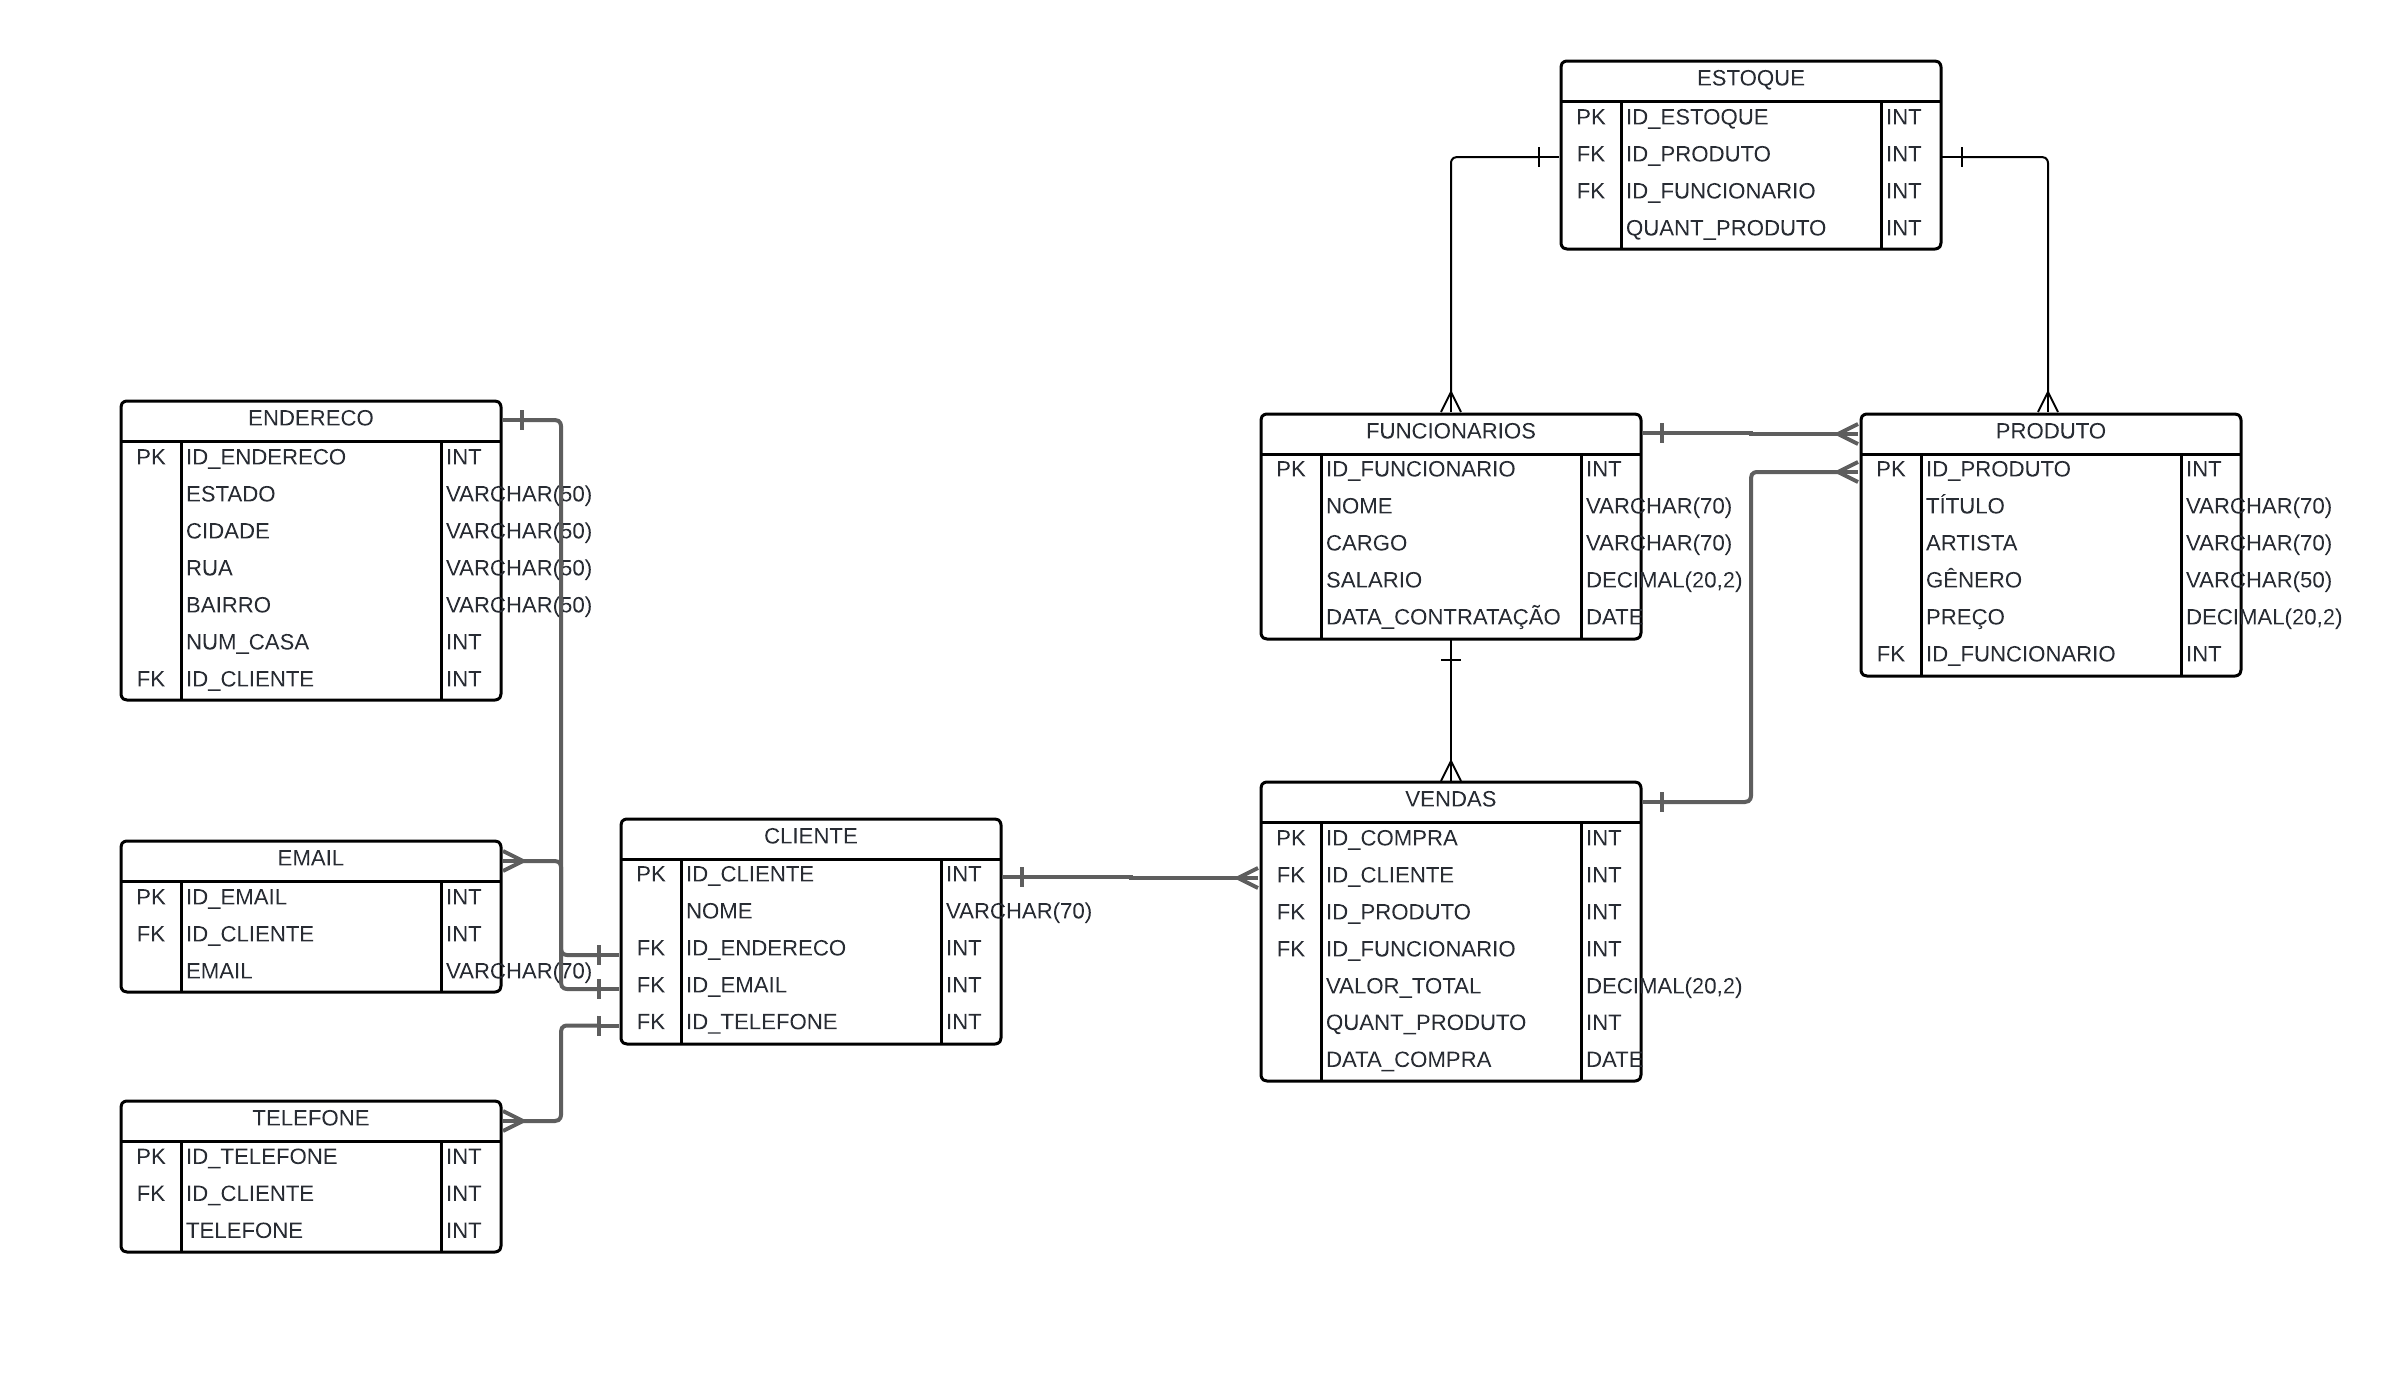 ESTOQUE
PK ID_ESTOQUE INT
FK ID_PRODUTO INT
FK ID_FUNCIONARIO INT
QUANT_PRODUTO INT
ENDERECO
PK ID_ENDERECO INT
ESTADO VARCHAR(50)
CIDADE VARCHAR(50)
RUA VARCHAR(50)
BAIRRO VARCHAR(50)
NUM_CASA INT
FK ID_CLIENTE INT
FUNCIONARIOS
PK ID_FUNCIONARIO INT
NOME VARCHAR(70)
CARGO VARCHAR(70)
SALARIO DECIMAL(20,2)
DATA_CONTRATAÇÃO DATE
PRODUTO
PK ID_PRODUTO INT
TÍTULO VARCHAR(70)
ARTISTA VARCHAR(70)
GÊNERO VARCHAR(50)
PREÇO DECIMAL(20,2)
FK ID_FUNCIONARIO INT
EMAIL
PK ID_EMAIL INT
FK ID_CLIENTE INT
EMAIL VARCHAR(70)
CLIENTE
PK ID_CLIENTE INT
NOME VARCHAR(70)
FK ID_ENDERECO INT
FK ID_EMAIL INT
FK ID_TELEFONE INT
VENDAS
PK ID_COMPRA INT
FK ID_CLIENTE INT
FK ID_PRODUTO INT
FK ID_FUNCIONARIO INT
VALOR_TOTAL DECIMAL(20,2)
QUANT_PRODUTO INT
DATA_COMPRA DATE
TELEFONE
PK ID_TELEFONE INT
FK ID_CLIENTE INT
TELEFONE INT